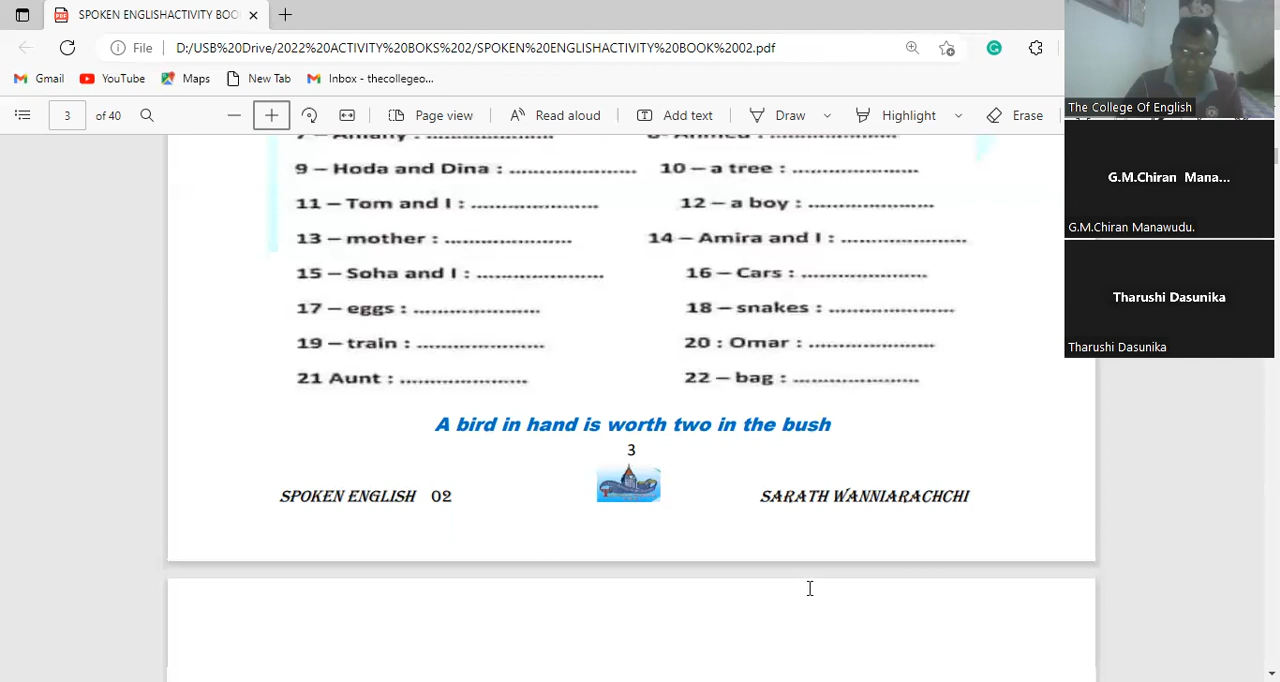 SPOKEN ENGLISHACTIVITY BOO
File
D:/USB%20Drive/2022%20ACTIVITY%20BOKS%202/SPOKEN%20ENGLISHACTIVITY%20BOOK%2002.pdf
Gmail YouTube Maps New Tab Inbox - thecollegeo...
3 of 40 Page view Read aloud Add text Draw Highlight Erase
The College Of English
G.M.Chiran Mana...
G.M.Chiran Manawudu.
Tharushi Dasunika
Tharushi Dasunika
9 – Hoda and Dina : ........................ 10 – a tree : ........................
11 – Tom and I : ........................ 12 – a boy : ........................
13 – mother : ........................ 14 – Amira and I : ........................
15 – Soha and I : ........................ 16 – Cars : ........................
17 – eggs : ........................ 18 – snakes : ........................
19 – train : ........................ 20 : Omar : ........................
21 Aunt : ........................ 22 – bag : ........................
A bird in hand is worth two in the bush
3
SPOKEN ENGLISH 02 SARATH WANNIARACHCHI